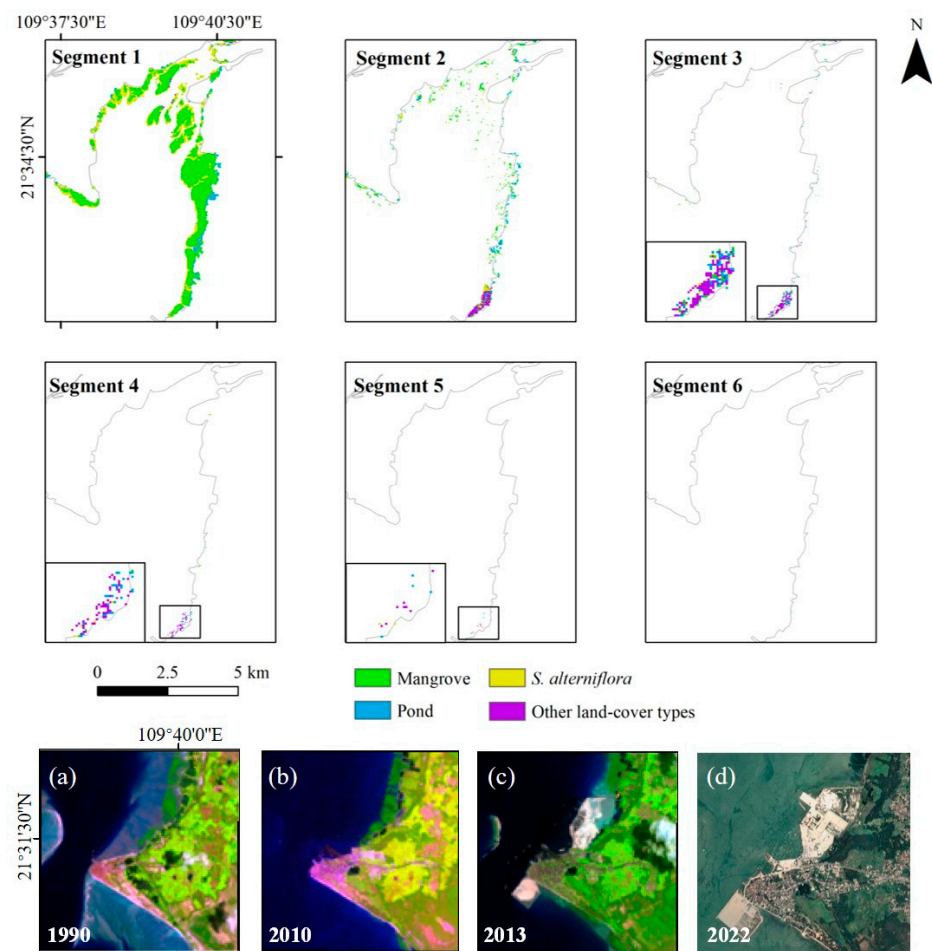 109°37'30"E
109°40'30"E
N
Segment 1
Segment 2
Segment 3
21°34'30"N
Segment 4
Segment 5
Segment 6
0 2.5 5 km
Mangrove
S. alterniflora
Pond
Other land-cover types
109°40'0"E
(a)
(b)
(c)
(d)
21°31'30"N
1990
2010
2013
2022